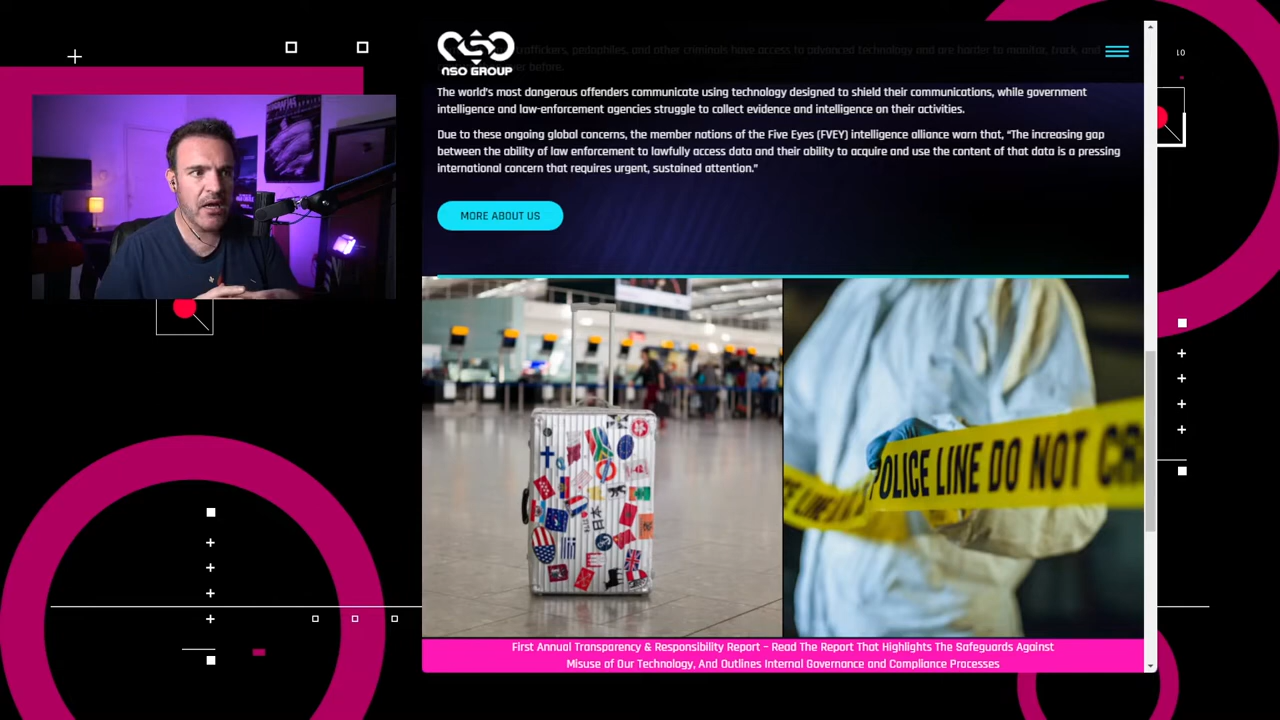 traffickers, pedophiles, and other criminals have access to advanced technology and are harder to monitor, track, and
before.
NSO GROUP
The world's most dangerous offenders communicate using technology designed to shield their communications, while government
intelligence and law-enforcement agencies struggle to collect evidence and intelligence on their activities.
Due to these ongoing global concerns, the member nations of the Five Eyes (FVEY) intelligence alliance warn that, “The increasing gap
between the ability of law enforcement to lawfully access data and their ability to acquire and use the content of that data is a pressing
international concern that requires urgent, sustained attention.”
MORE ABOUT US
POLICE LINE DO NOT
First Annual Transparency & Responsibility Report – Read The Report That Highlights The Safeguards Against
Misuse of Our Technology, And Outlines Internal Governance and Compliance Processes
10